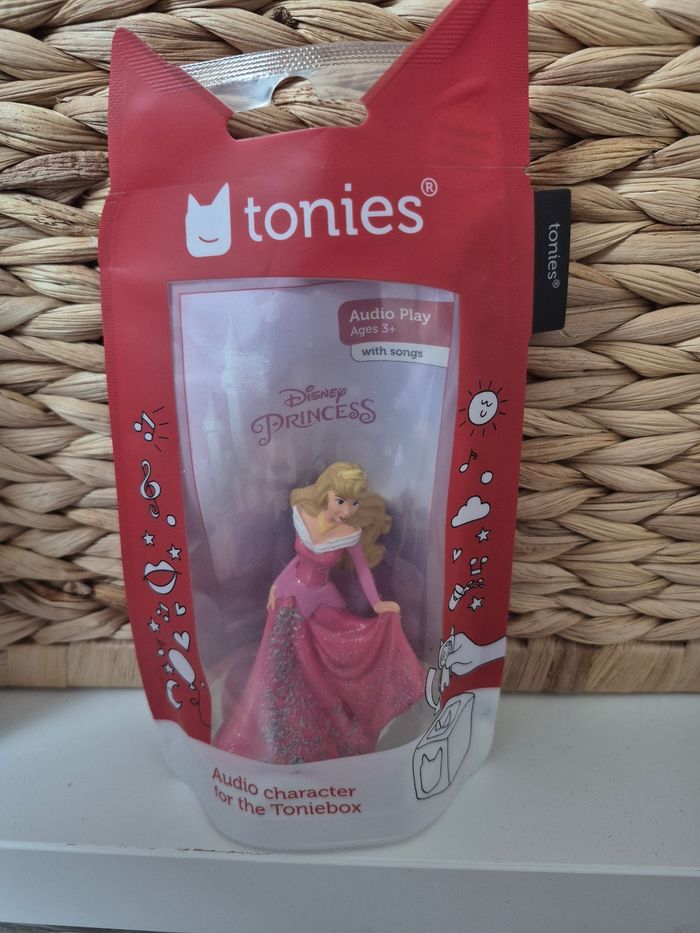 tonies®
tonies®
Audio Play
Ages 3+
with songs
Disney
PRINCESS
Audio character
for the Toniebox